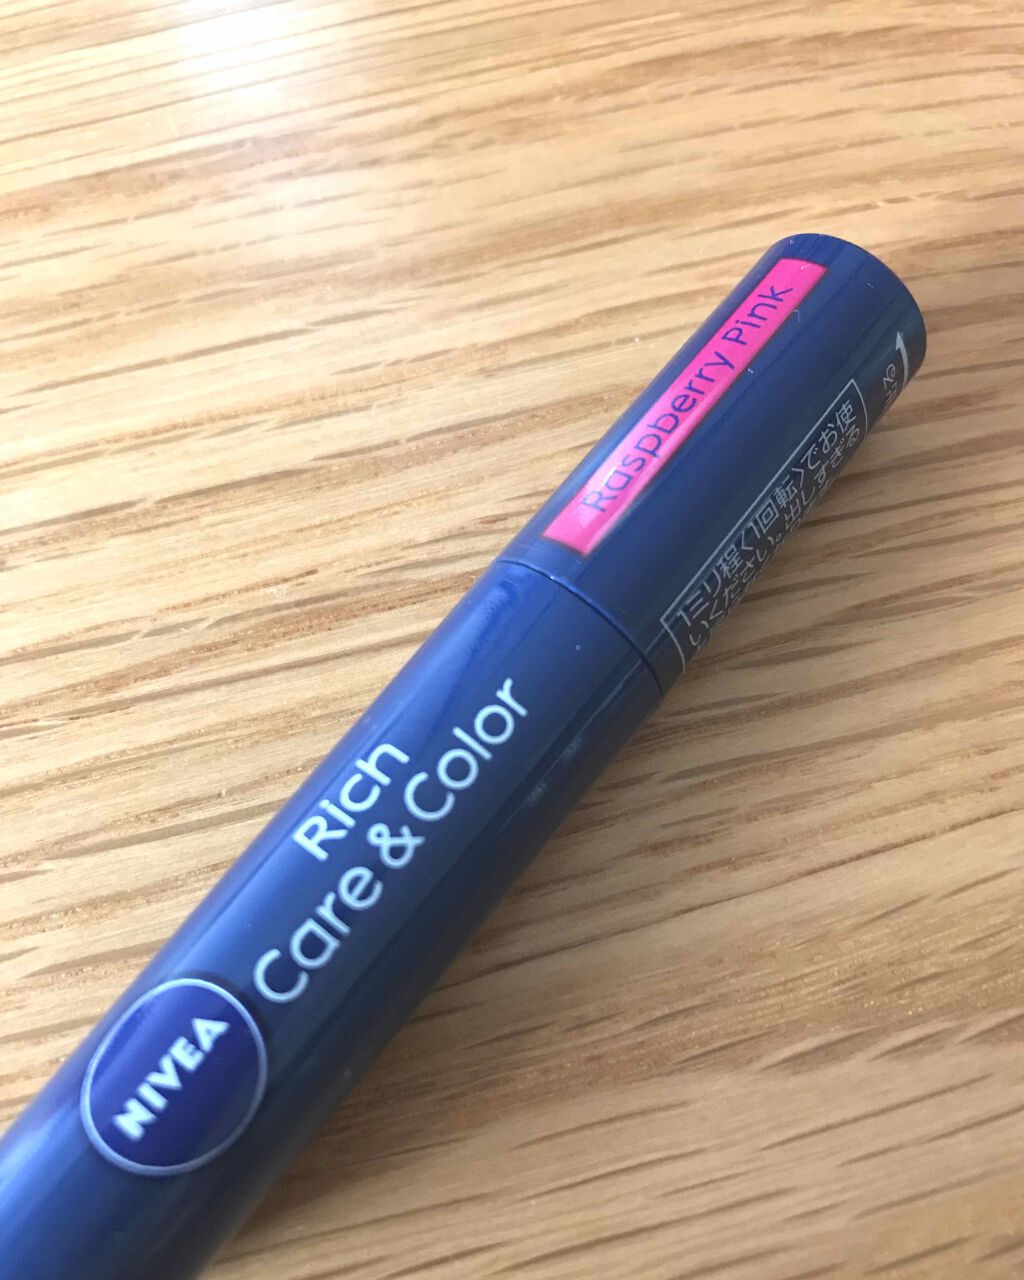 Raspberry Pink
Rich
Care & Color
NIVEA
1ミリ程〈1回転〉でお使
いください。出しすぎる